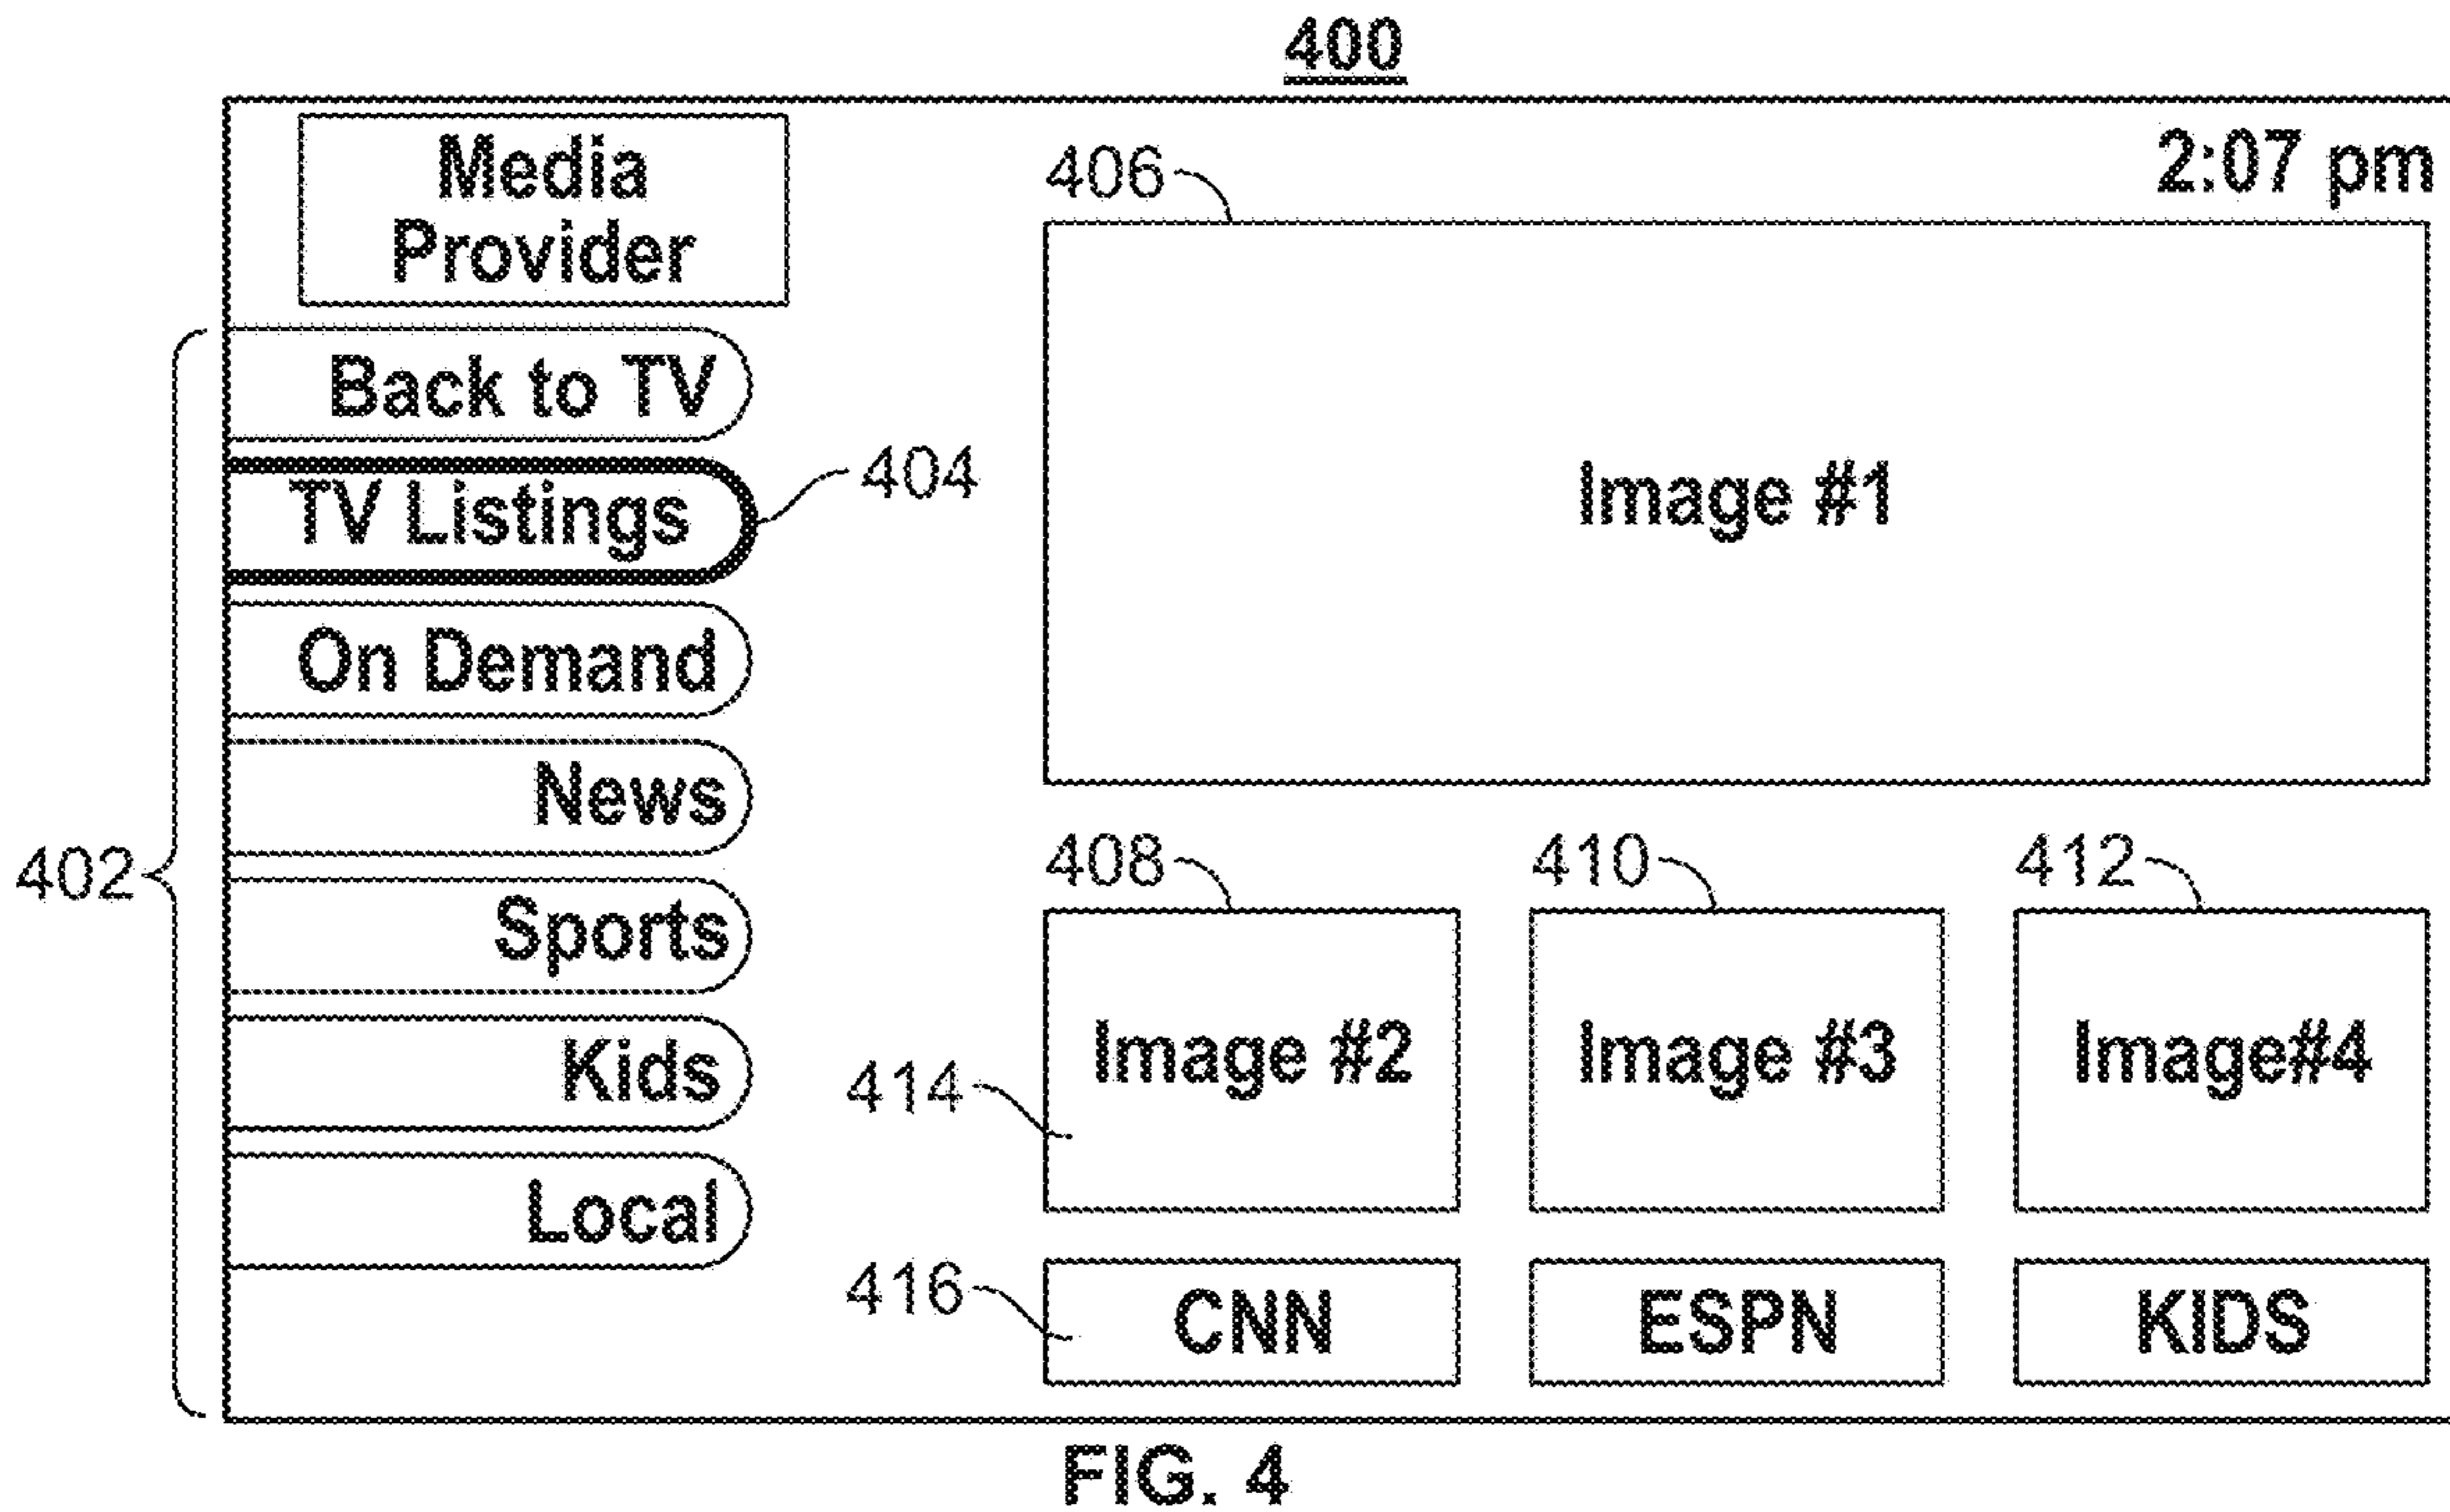 400
Media
Provider
2:07 pm
406
Back to TV
TV Listings
404
On Demand
News
Sports
Kids
Local
402
Image #1
408
410
412
Image #2
Image #3
Image#4
414
416
CNN
ESPN
KIDS
FIG. 4